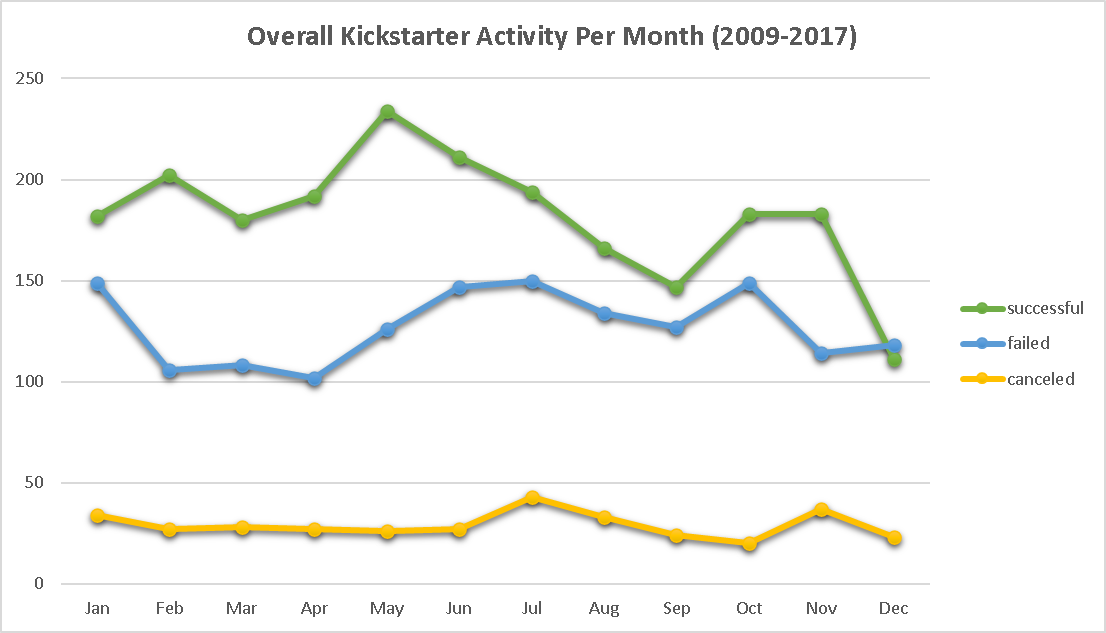 Overall Kickstarter Activity Per Month (2009-2017)
250
200
150
100
50
0
Jan Feb Mar Apr May Jun Jul Aug Sep Oct Nov Dec
successful
failed
canceled